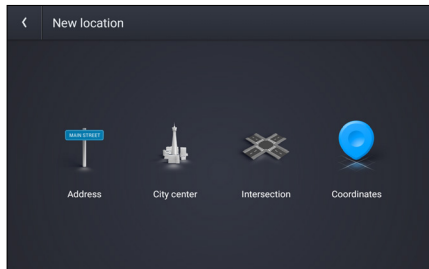 New location
MAIN STREET
Address
City center
Intersection
Coordinates